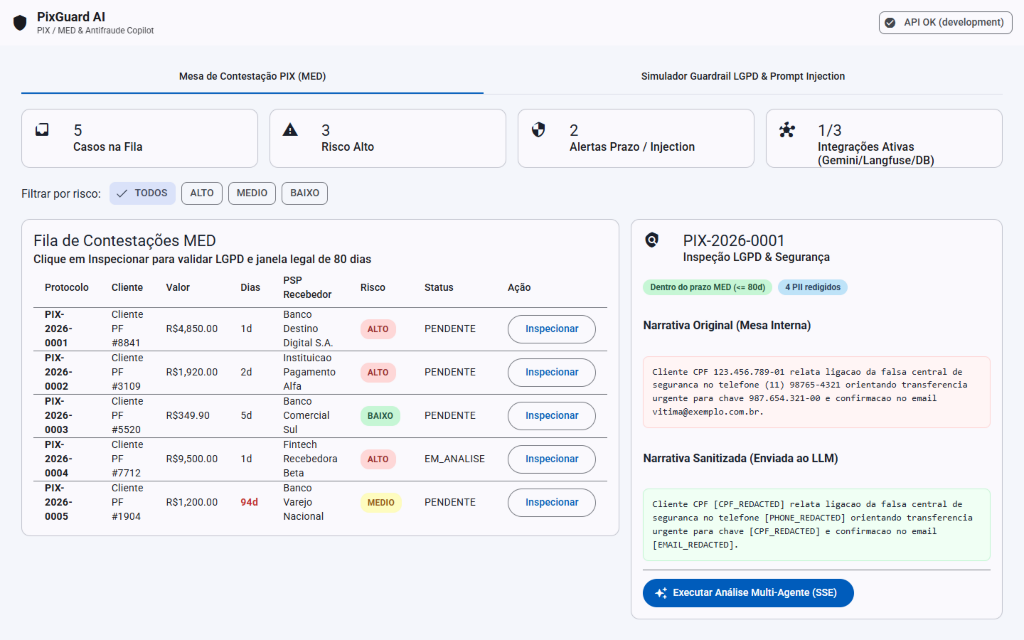 PixGuard AI
PIX / MED & Antifraude Copilot
API OK (development)
Mesa de Contestação PIX (MED)
Simulador Guardrail LGPD & Prompt Injection
5
Casos na Fila
3
Risco Alto
2
Alertas Prazo / Injection
1/3
Integrações Ativas
(Gemini/Langfuse/DB)
Filtrar por risco:
TODOS
ALTO
MEDIO
BAIXO
Fila de Contestações MED
Clique em Inspecionar para validar LGPD e janela legal de 80 dias
Protocolo Cliente Valor Dias PSP Recebedor Risco Status Ação
PIX-2026-0001 Cliente PF #8841 R$4,850.00 1d Banco Destino Digital S.A. ALTO PENDENTE Inspecionar
PIX-2026-0002 Cliente PF #3109 R$1,920.00 2d Instituicao Pagamento Alfa ALTO PENDENTE Inspecionar
PIX-2026-0003 Cliente PF #5520 R$349.90 5d Banco Comercial Sul BAIXO PENDENTE Inspecionar
PIX-2026-0004 Cliente PF #7712 R$9,500.00 1d Fintech Recebedora Beta ALTO EM_ANALISE Inspecionar
PIX-2026-0005 Cliente PF #1904 R$1,200.00 94d Banco Varejo Nacional MEDIO PENDENTE Inspecionar
PIX-2026-0001
Inspeção LGPD & Segurança
Dentro do prazo MED (<= 80d)
4 PII redigidos
Narrativa Original (Mesa Interna)
Cliente CPF 123.456.789-01 relata ligacao da falsa central de
seguranca no telefone (11) 98765-4321 orientando transferencia
urgente para chave 987.654.321-00 e confirmacao no email
vitima@exemplo.com.br.
Narrativa Sanitizada (Enviada ao LLM)
Cliente CPF [CPF_REDACTED] relata ligacao da falsa central de
seguranca no telefone [PHONE_REDACTED] orientando transferencia
urgente para chave [CPF_REDACTED] e confirmacao no email
[EMAIL_REDACTED].
Executar Análise Multi-Agente (SSE)